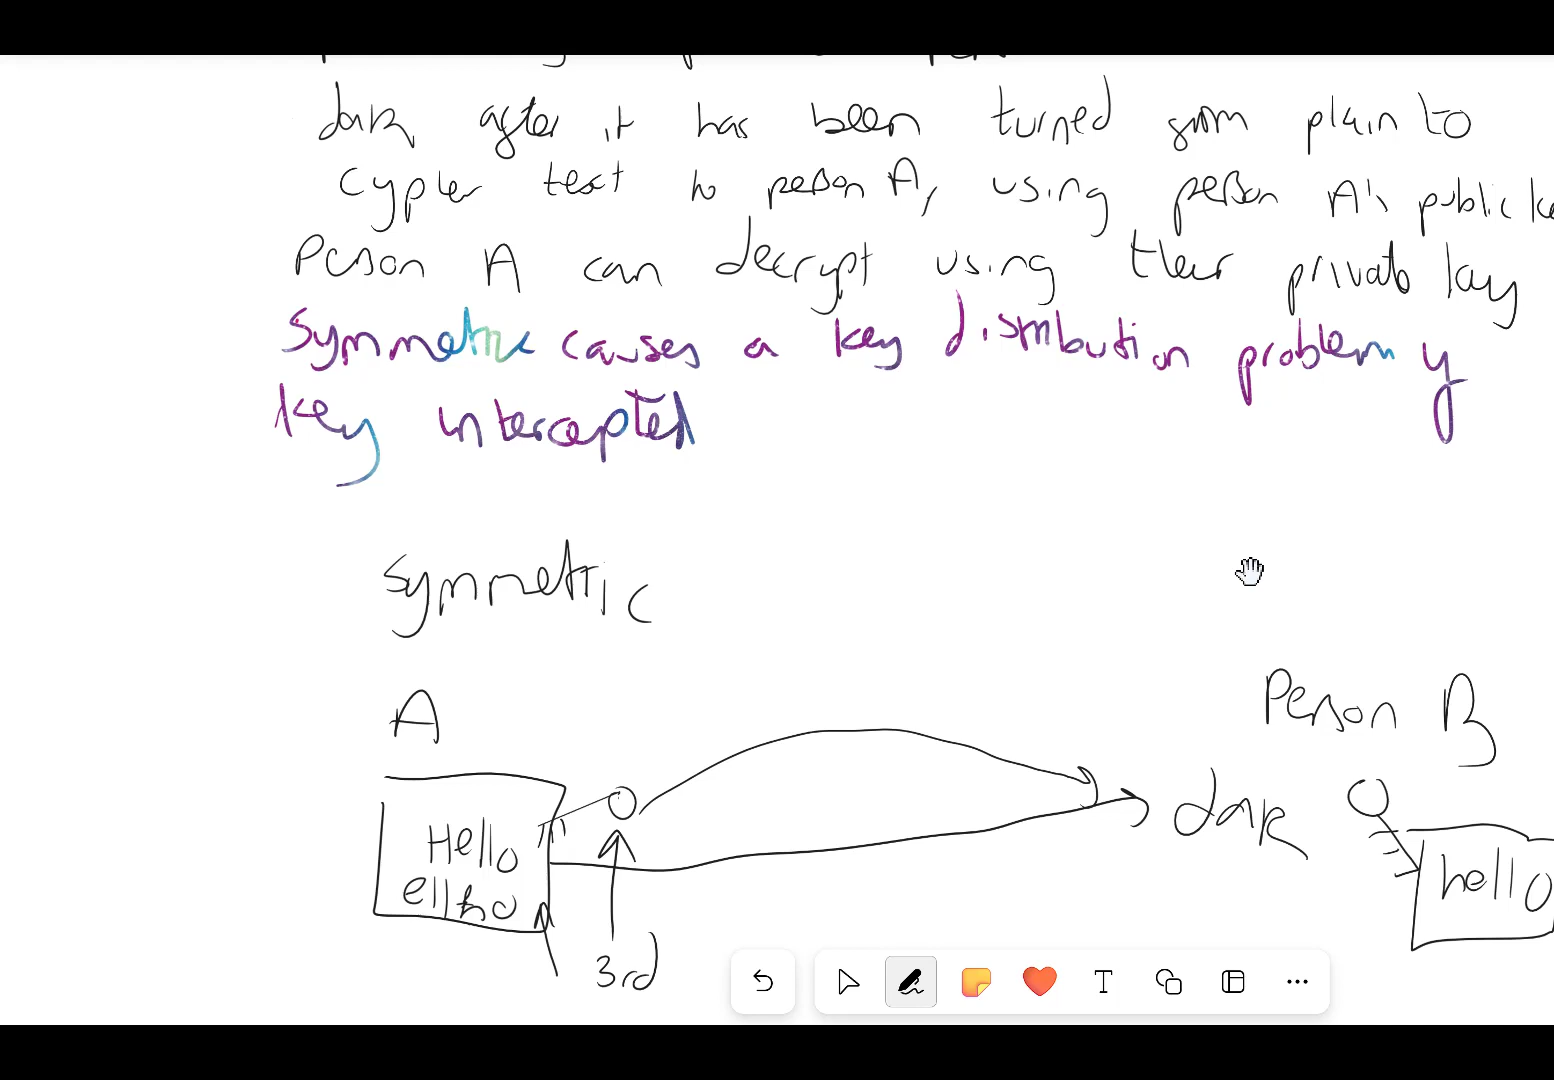 data after it has been turned from plain to
cypher text to person A, using person A's public ke
Person A can decrypt using their private key
Symmetric causes a key distribution problem if
key intercepted
Symmetric
A
Person B
Hello
ellho
data
hello
3rd
T